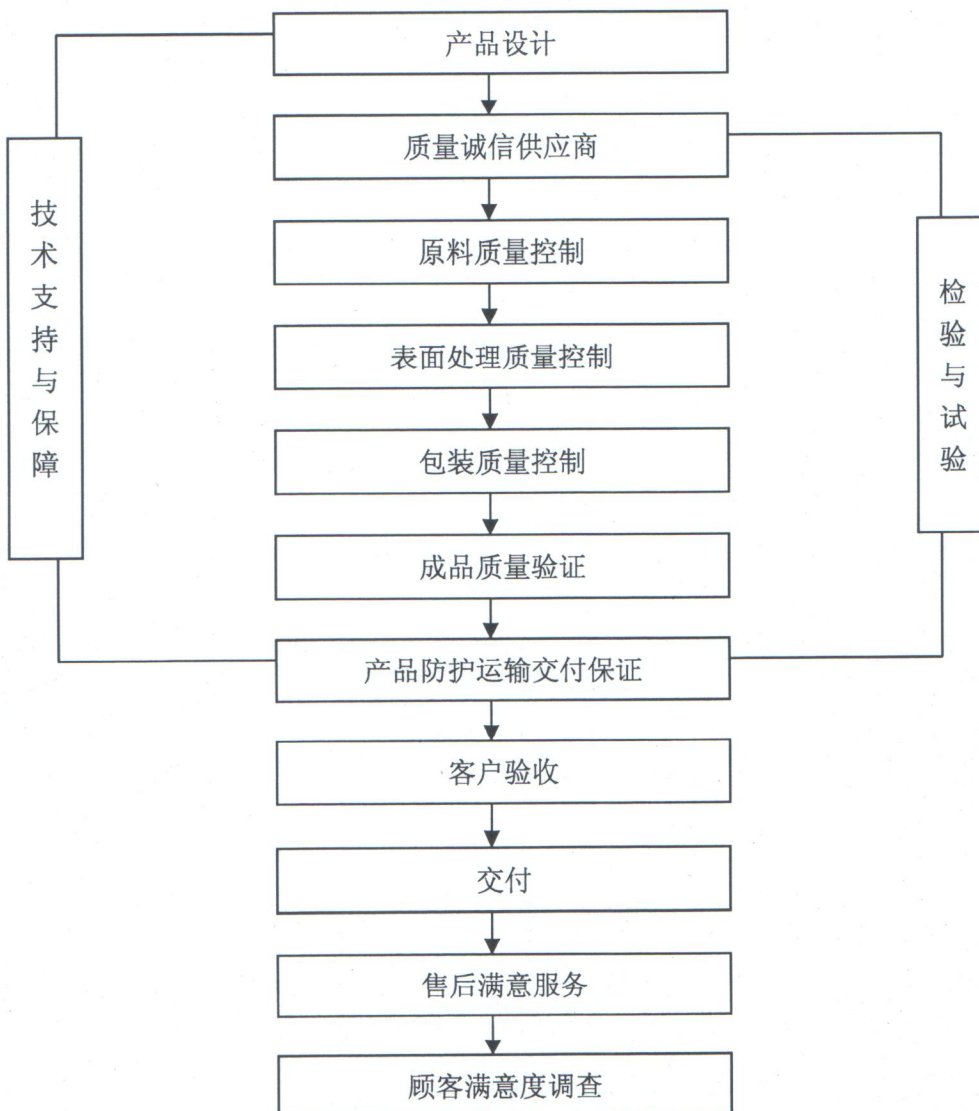 产品设计
质量诚信供应商
原料质量控制
表面处理质量控制
包装质量控制
成品质量验证
产品防护运输交付保证
客户验收
交付
售后满意服务
顾客满意度调查
技术支持与保障
检验与试验